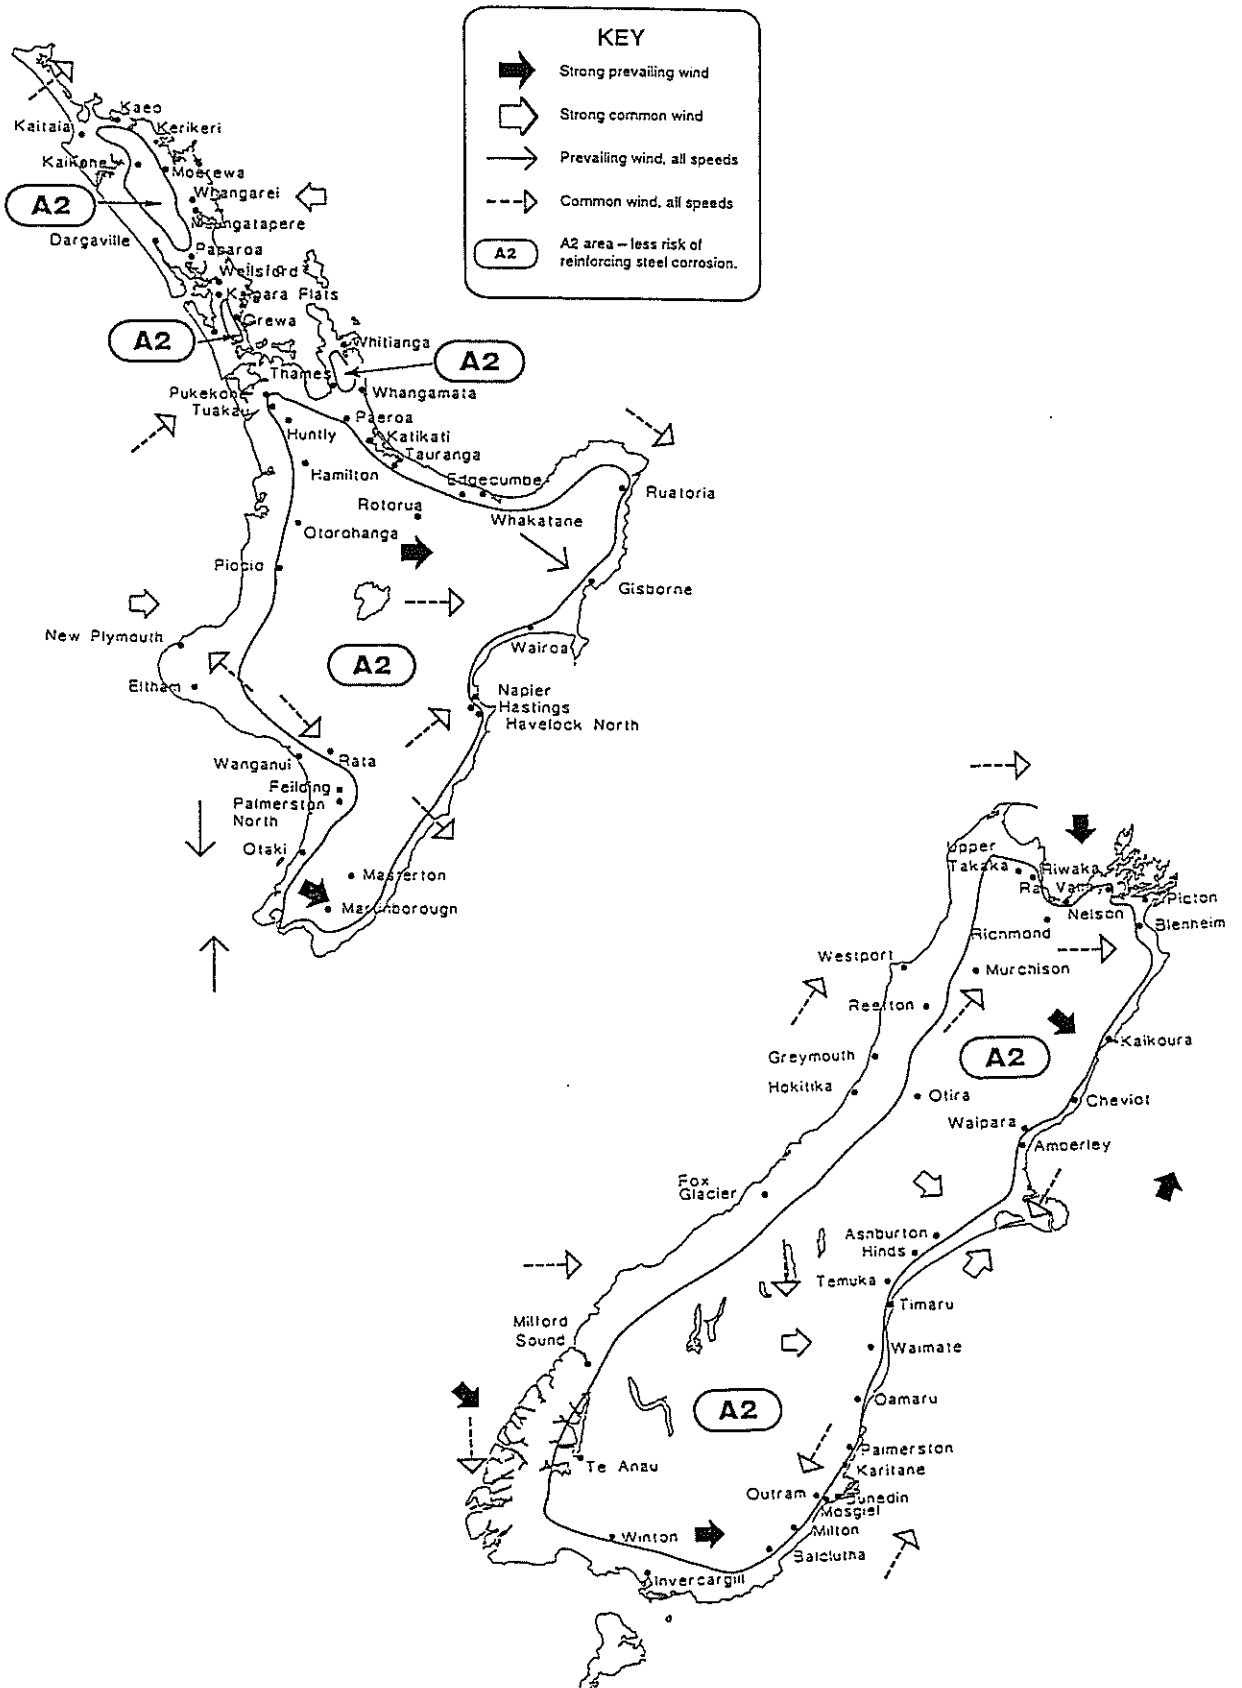 KEY
Strong prevailing wind
Strong common wind
Prevailing wind, all speeds
Common wind, all speeds
A2
A2 area – less risk of
reinforcing steel corrosion.
Kaeo
Kaitaia
Kerikeri
Kaikohe
Moerewa
A2
Whangarei
Maungatapere
Dargaville
Paparoa
Wellsford
Kaipara Flats
Orewa
A2
Whitianga
A2
Thames
Whangamata
Pukekohe
Tuakau
Paeroa
Huntly
Katikati
Tauranga
Hamilton
Edgecumbe
Ruatoria
Rotorua
Whakatane
Otorohanga
Piopio
Gisborne
New Plymouth
Wairoa
A2
Eltham
Napier
Hastings
Havelock North
Wanganui
Rata
Feilding
Palmerston
North
Otaki
Masterton
Martinborough
Upper
Takaka
Riwaka
Ra
Picton
Nelson
Blenheim
Richmond
Westport
Murchison
Reefton
Kaikoura
Greymouth
A2
Hokitika
Otira
Cheviot
Waipara
Amberley
Fox
Glacier
Ashburton
Hinds
Temuka
Timaru
Milford
Sound
Waimate
Oamaru
A2
Palmerston
Te Anau
Karitane
Outram
Dunedin
Mosgiel
Winton
Milton
Balclutha
Invercargill